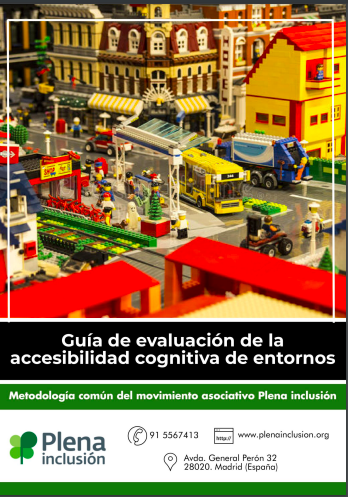 Guía de evaluación de la
accesibilidad cognitiva de entornos
Metodología común del movimiento asociativo Plena inclusión
Plena
inclusión
91 5567413
http://
www.plenainclusion.org
Avda. General Perón 32
28020. Madrid (España)